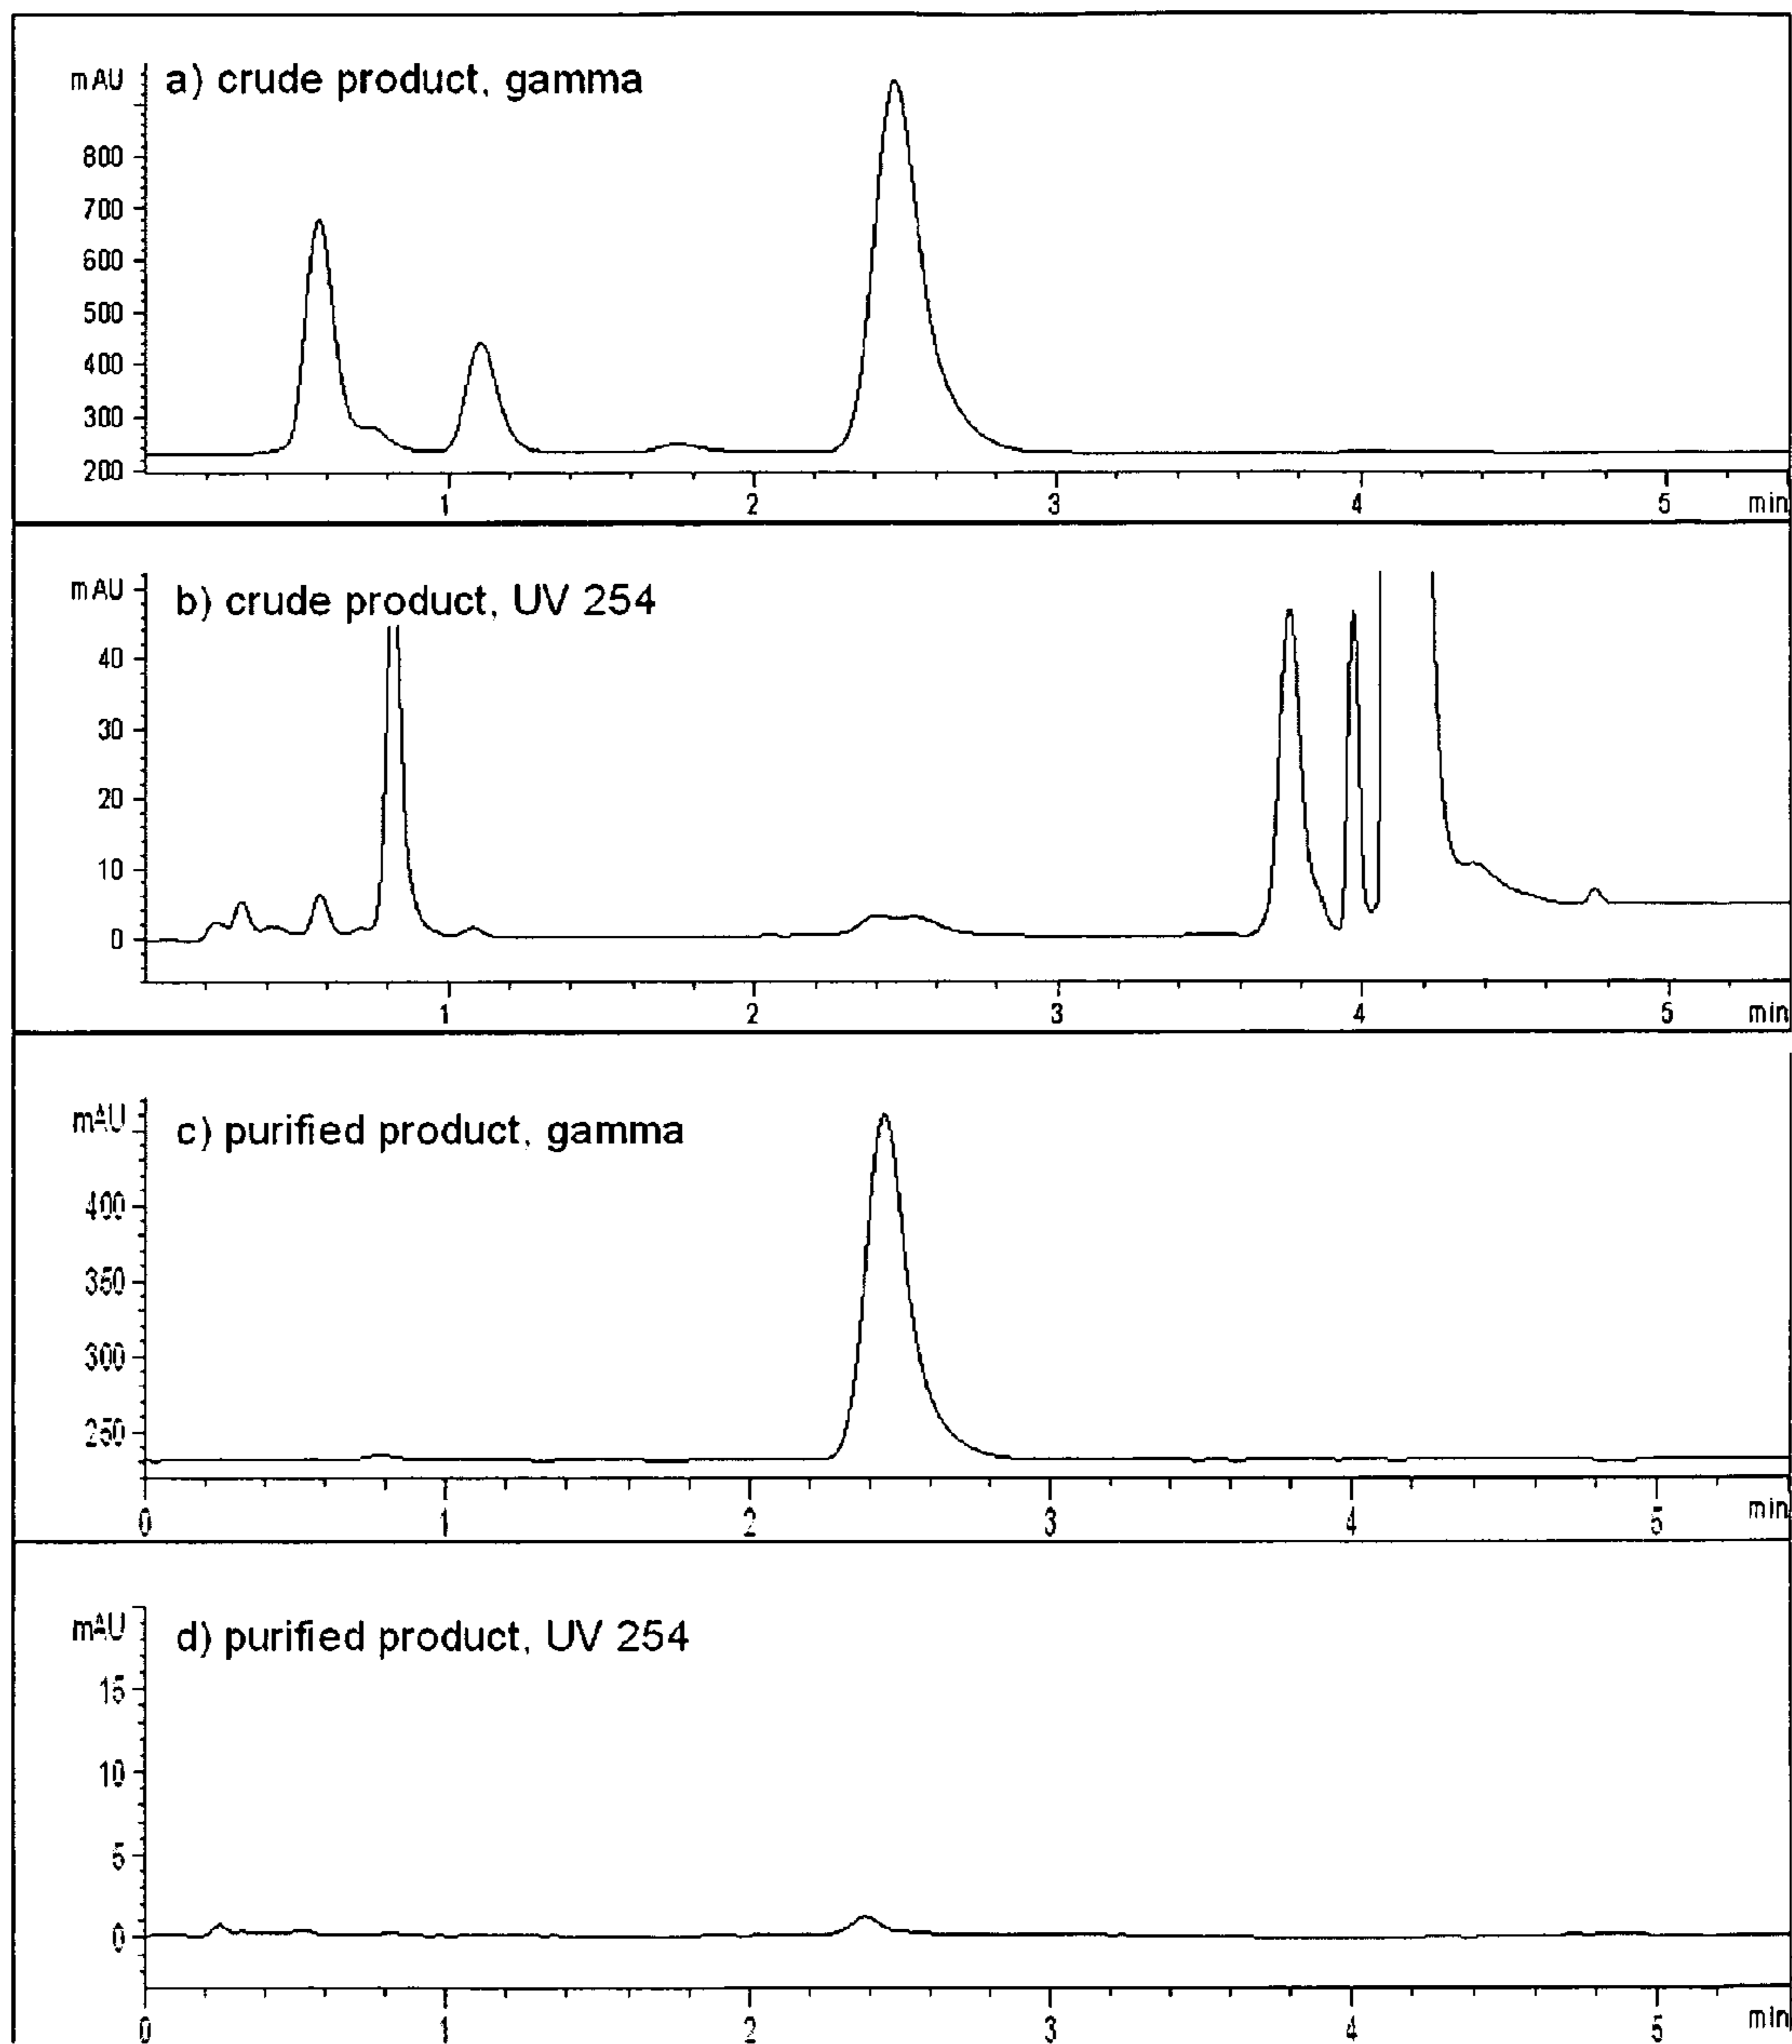 mAU a) crude product, gamma
800
700
600
500
400
300
200
1 2 3 4 5 min
mAU b) crude product, UV 254
40
30
20
10
0
1 2 3 4 5 min
mAU c) purified product, gamma
400
350
300
250
0 1 2 3 4 5 min
mAU d) purified product, UV 254
15
10
5
0
0 1 2 3 4 5 min